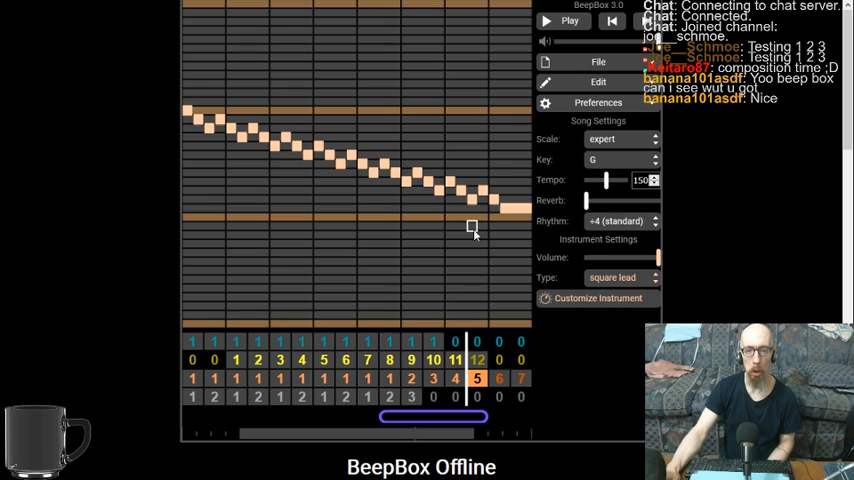 BeepBox 3.0
Play
File
Edit
Preferences
Song Settings
Scale: expert
Key: G
Tempo: 150
Reverb:
Rhythm: ÷4 (standard)
Instrument Settings
Volume:
Type: square lead
Customize Instrument
Chat: Connecting to chat server.
Chat: Connected.
Chat: Joined channel:
joe__schmoe.
Joe__Schmoe: Testing 1 2 3
Joe__Schmoe: Testing 1 2 3
Keitaro87: composition time ;D
banana101asdf: Yoo beep box
can i see wut u got
banana101asdf: Nice
1 1 1 1 1 1 1 1 1 1 1 1 0 0 0 0
0 0 1 2 3 4 5 6 7 8 9 10 11 12 0 0
1 1 1 1 1 1 1 1 1 1 2 3 4 5 6 7
1 2 1 2 1 2 1 2 1 2 3 0 0 0 0 0
BeepBox Offline